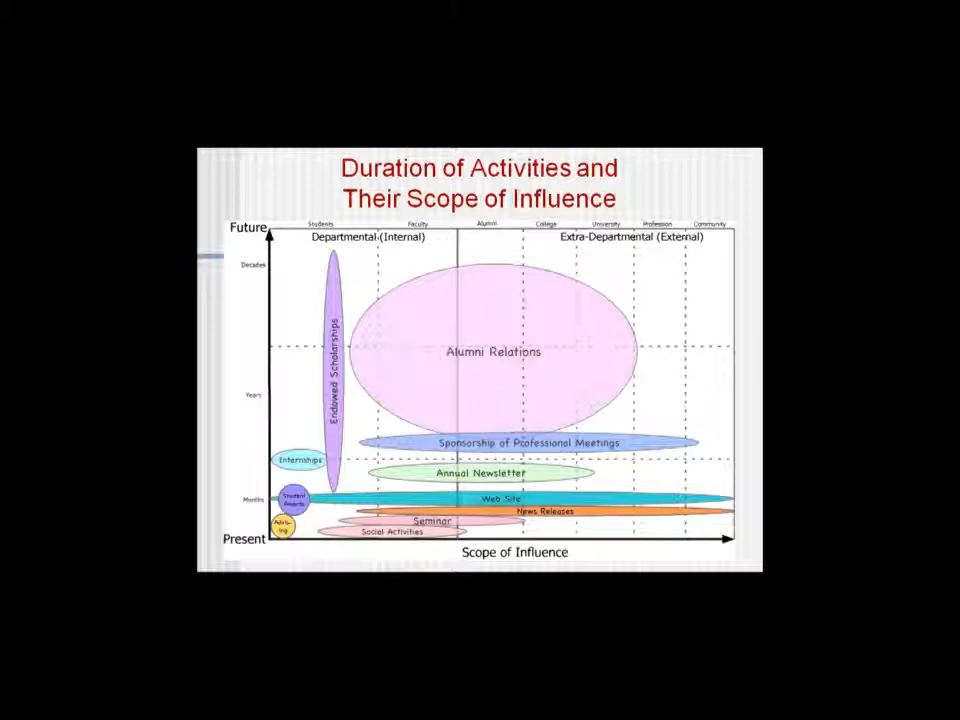 Duration of Activities and
Their Scope of Influence
Future
Students Faculty Alumni College University Profession Community
Departmental (Internal) Extra-Departmental (External)
Decades
Endowed Scholarships
Alumni Relations
Years
Sponsorship of Professional Meetings
Internships
Annual Newsletter
Months
Student
Awards
Web Site
News Releases
Advis-
ing
Seminar
Social Activities
Present
Scope of Influence